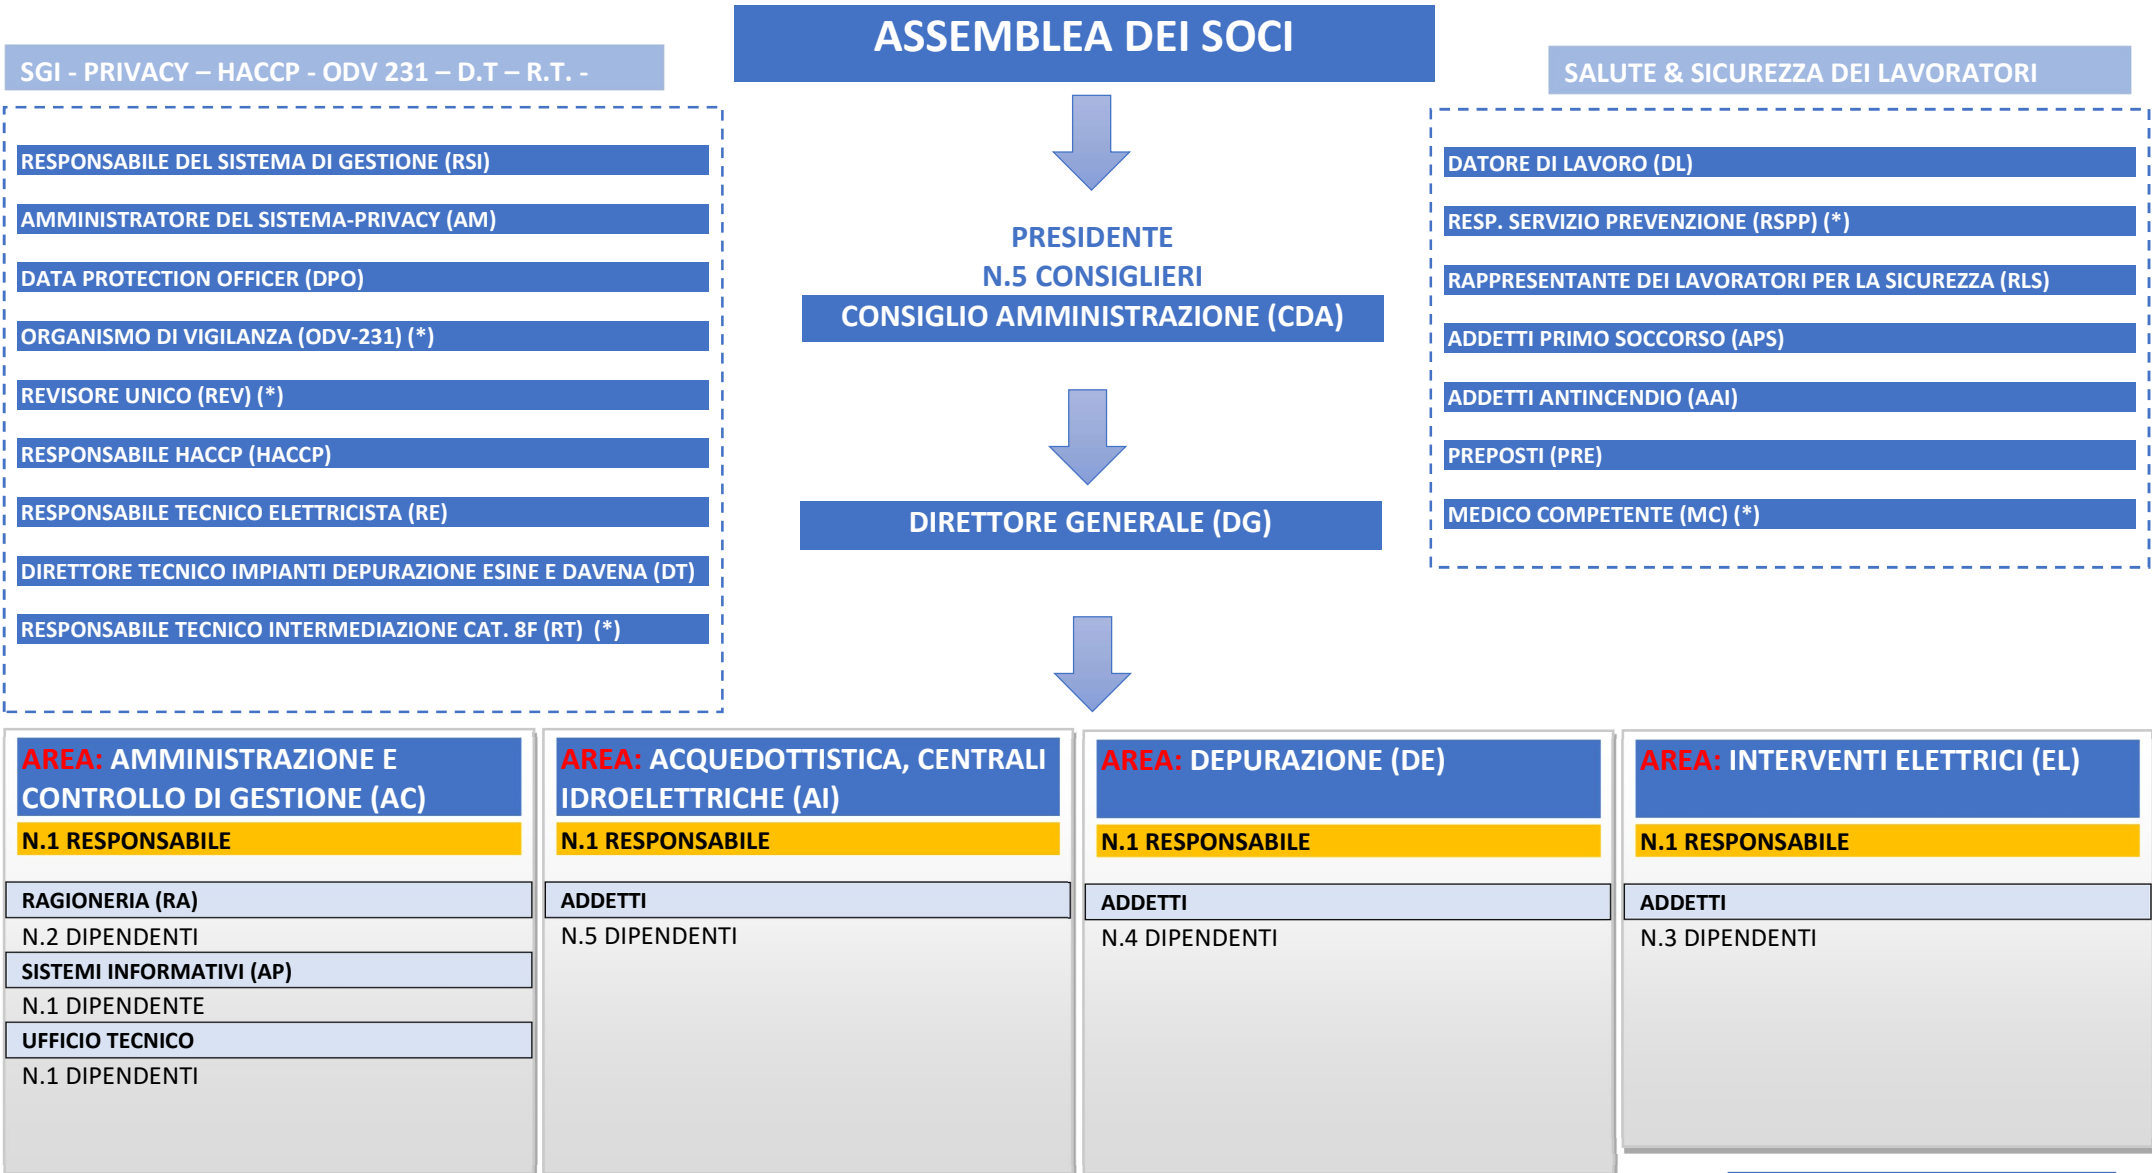 ASSEMBLEA DEI SOCI
SGI - PRIVACY – HACCP - ODV 231 – D.T – R.T. -
RESPONSABILE DEL SISTEMA DI GESTIONE (RSI)
AMMINISTRATORE DEL SISTEMA-PRIVACY (AM)
DATA PROTECTION OFFICER (DPO)
ORGANISMO DI VIGILANZA (ODV-231) (*)
REVISORE UNICO (REV) (*)
RESPONSABILE HACCP (HACCP)
RESPONSABILE TECNICO ELETTRICISTA (RE)
DIRETTORE TECNICO IMPIANTI DEPURAZIONE ESINE E DAVENA (DT)
RESPONSABILE TECNICO INTERMEDIAZIONE CAT. 8F (RT) (*)
PRESIDENTE
N.5 CONSIGLIERI
CONSIGLIO AMMINISTRAZIONE (CDA)
DIRETTORE GENERALE (DG)
SALUTE & SICUREZZA DEI LAVORATORI
DATORE DI LAVORO (DL)
RESP. SERVIZIO PREVENZIONE (RSPP) (*)
RAPPRESENTANTE DEI LAVORATORI PER LA SICUREZZA (RLS)
ADDETTI PRIMO SOCCORSO (APS)
ADDETTI ANTINCENDIO (AAI)
PREPOSTI (PRE)
MEDICO COMPETENTE (MC) (*)
AREA: AMMINISTRAZIONE E
CONTROLLO DI GESTIONE (AC)
N.1 RESPONSABILE
RAGIONERIA (RA)
N.2 DIPENDENTI
SISTEMI INFORMATIVI (AP)
N.1 DIPENDENTE
UFFICIO TECNICO
N.1 DIPENDENTI
AREA: ACQUEDOTTISTICA, CENTRALI
IDROELETTRICHE (AI)
N.1 RESPONSABILE
ADDETTI
N.5 DIPENDENTI
AREA: DEPURAZIONE (DE)
N.1 RESPONSABILE
ADDETTI
N.4 DIPENDENTI
AREA: INTERVENTI ELETTRICI (EL)
N.1 RESPONSABILE
ADDETTI
N.3 DIPENDENTI